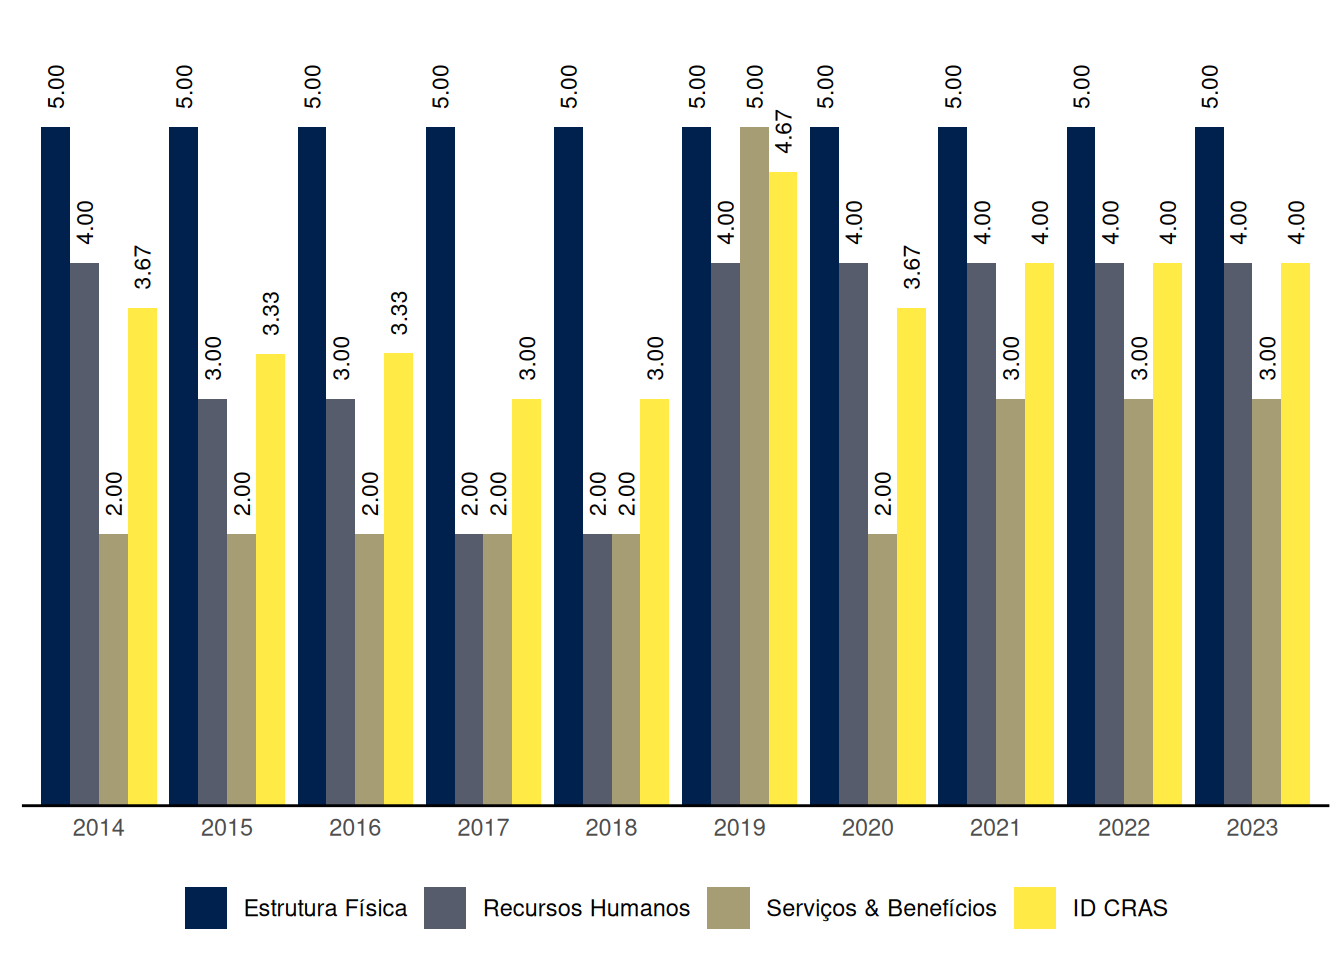 5.00 4.00 2.00 3.67 5.00 3.00 2.00 3.33 5.00 3.00 2.00 3.33 5.00 2.00 2.00 3.00 5.00 2.00 2.00 3.00 5.00 4.00 5.00 4.67 5.00 4.00 2.00 3.67 5.00 4.00 3.00 4.00 5.00 4.00 3.00 4.00 5.00 4.00 3.00 4.00
2014 2015 2016 2017 2018 2019 2020 2021 2022 2023
Estrutura Física Recursos Humanos Serviços & Benefícios ID CRAS